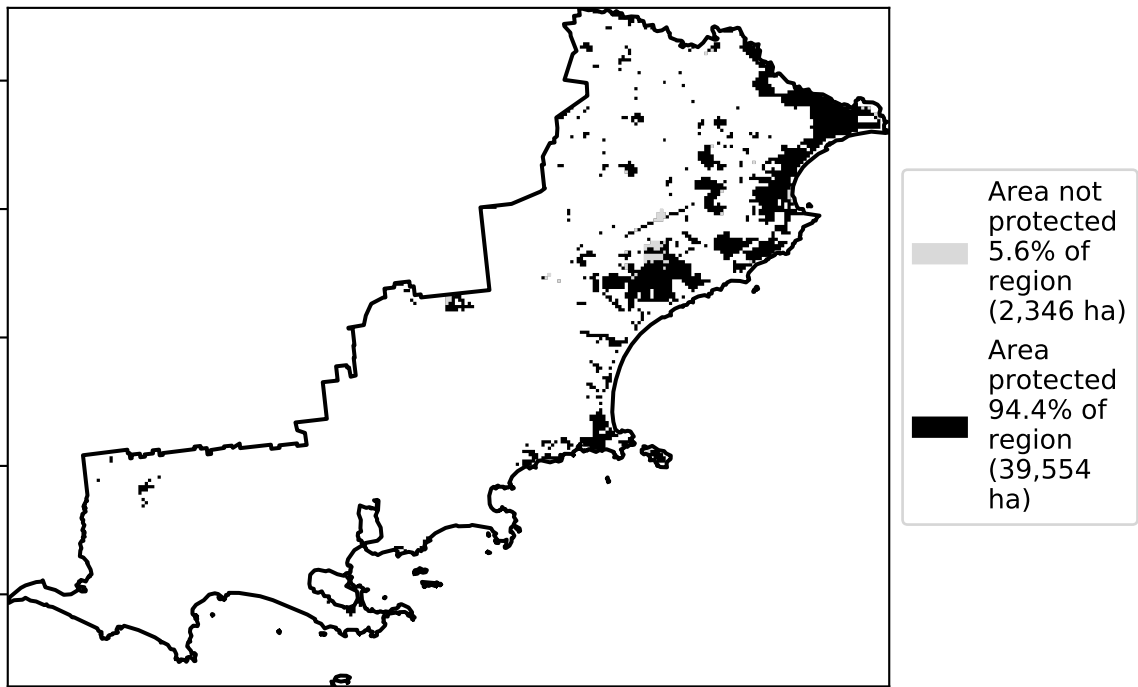 Area not
protected
5.6% of
region
(2,346 ha)
Area
protected
94.4% of
region
(39,554
ha)